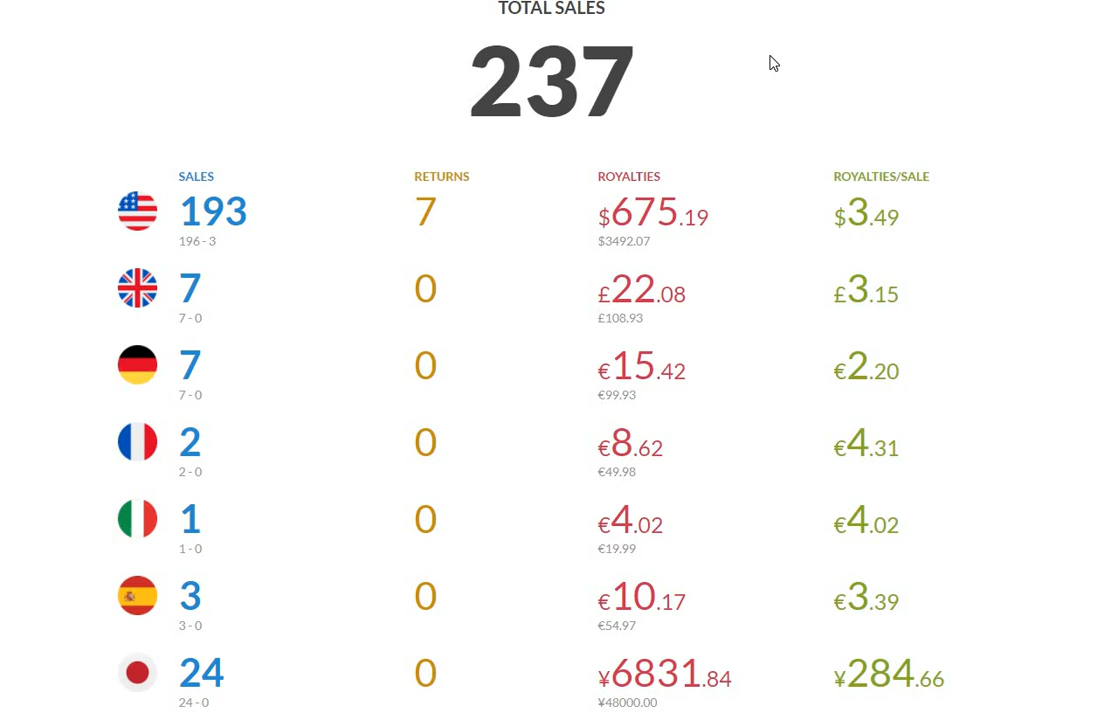 TOTAL SALES
237
SALES RETURNS ROYALTIES ROYALTIES/SALE
193 7 $675.19 $3.49
196 - 3 $3492.07
7 0 £22.08 £3.15
7 - 0 £108.93
7 0 €15.42 €2.20
7 - 0 €99.93
2 0 €8.62 €4.31
2 - 0 €49.98
1 0 €4.02 €4.02
1 - 0 €19.99
3 0 €10.17 €3.39
3 - 0 €54.97
24 0 ¥6831.84 ¥284.66
24 - 0 ¥48000.00